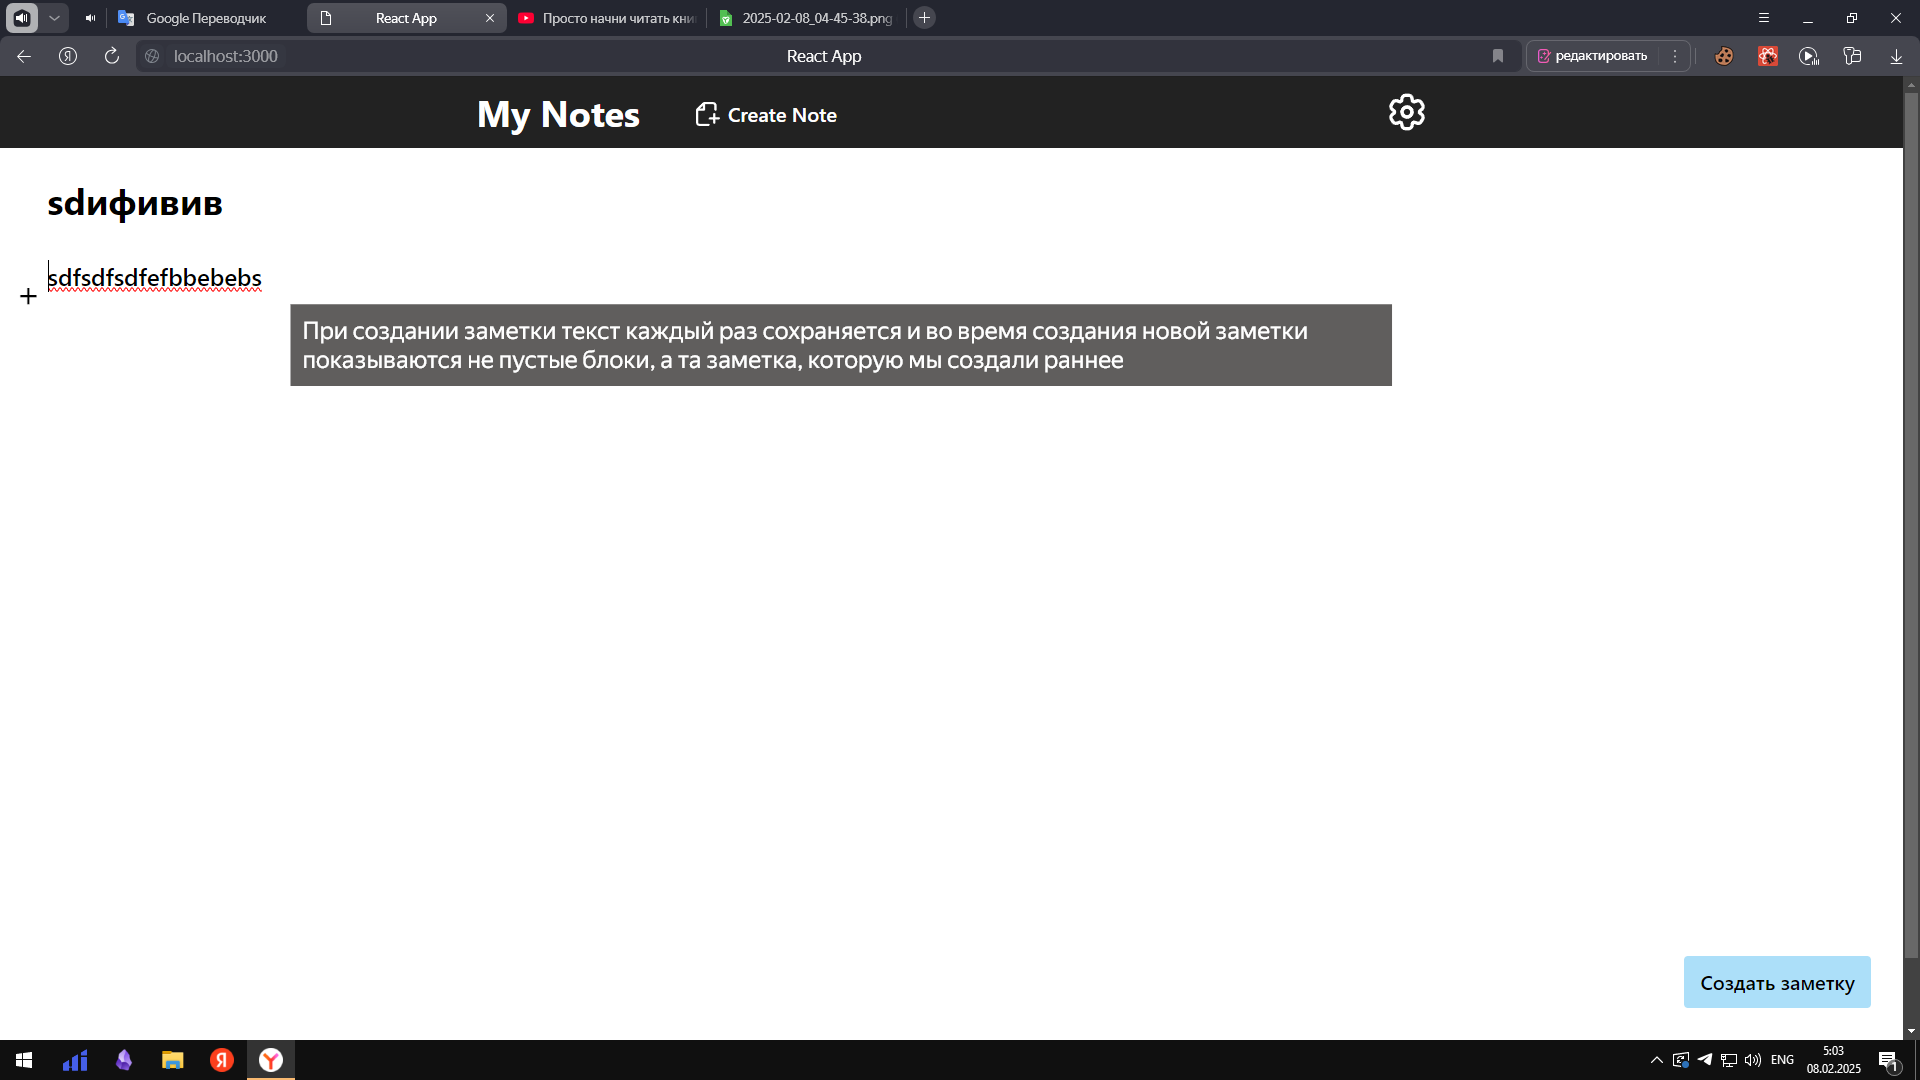 Google Переводчик
React App
Просто начни читать кни
2025-02-08_04-45-38.png
localhost:3000
React App
редактировать
My Notes
Create Note
sdифивив
sdfsdfsdfefbbebebs
При создании заметки текст каждый раз сохраняется и во время создания новой заметки
показываются не пустые блоки, а та заметка, которую мы создали раннее
Создать заметку
ENG
5:03
08.02.2025
1